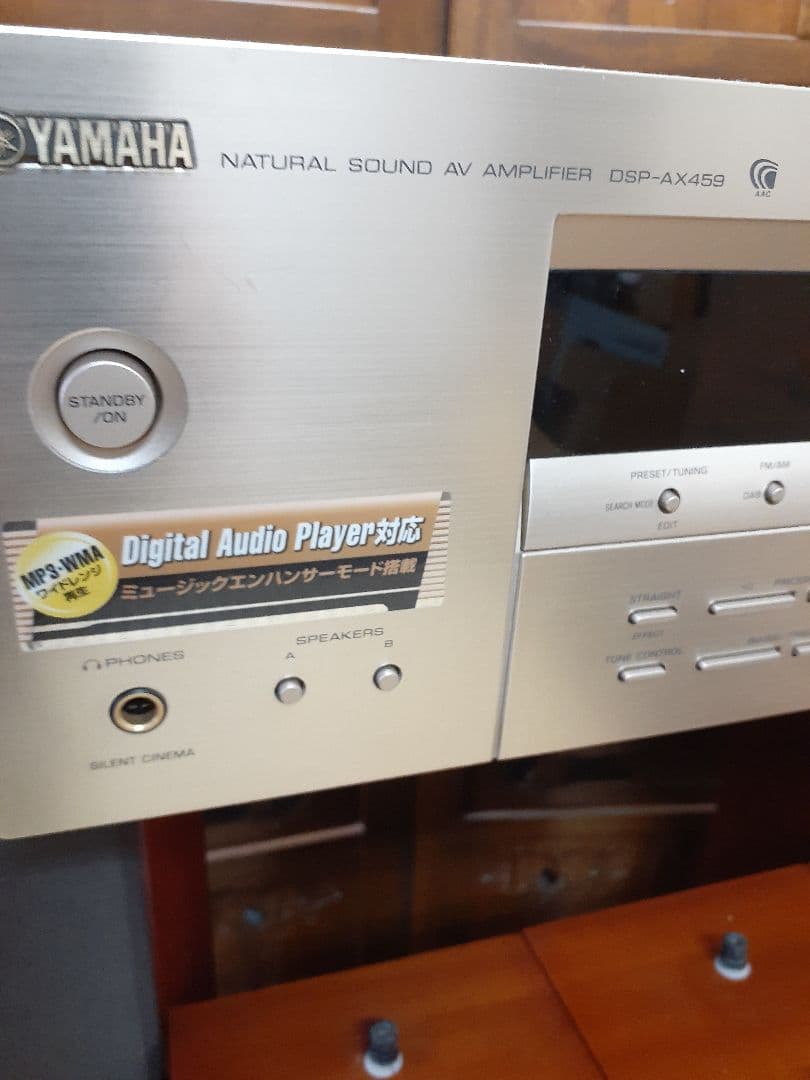 YAMAHA
NATURAL SOUND AV AMPLIFIER DSP-AX459
AAC
STANDBY
/ON
PRESET/TUNING
FM/AM
SEARCH MODE
EDIT
MP3・WMA
ワイドレンジ
再生
Digital Audio Player対応
ミュージックエンハンサーモード搭載
STRAIGHT
EFFECT
TONE CONTROL
SPEAKERS
A
B
PHONES
SILENT CINEMA